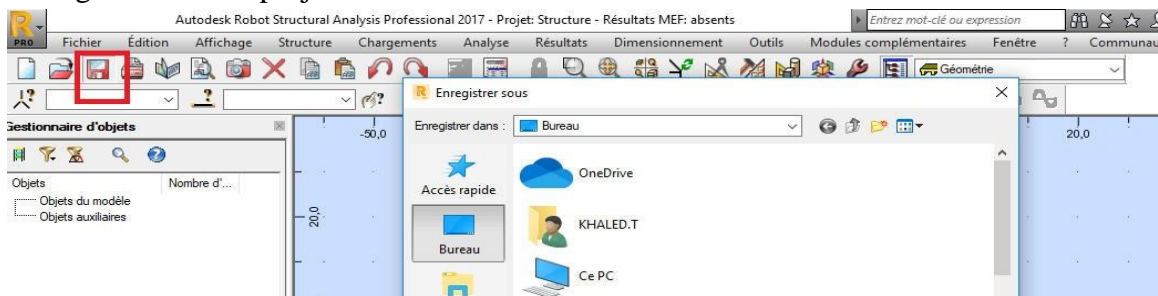 Autodesk Robot Structural Analysis Professional 2017 - Projet: Structure - Résultats MEF: absents
Entrez mot-clé ou expression
PRO Fichier Édition Affichage Structure Chargements Analyse Résultats Dimensionnement Outils Modules complémentaires Fenêtre ? Communau
Géométrie
Enregistrer sous
Gestionnaire d'objets
-50,0
20,0
Enregistrer dans : Bureau
Objets Nombre d'...
Objets du modèle
Objets auxiliaires
20,0
Accès rapide
OneDrive
Bureau
KHALED.T
Ce PC